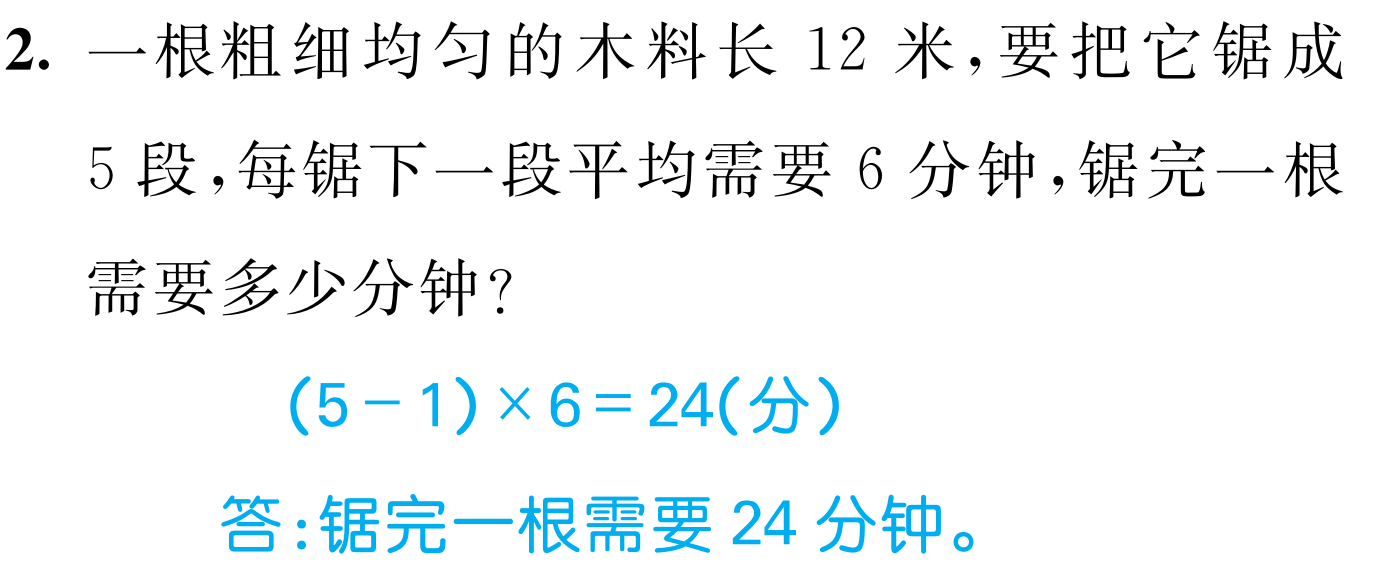 2. 一根粗细均匀的木料长 12 米,要把它锯成
5 段,每锯下一段平均需要 6 分钟,锯完一根
需要多少分钟?
(5-1)×6=24(分)
答:锯完一根需要 24 分钟。